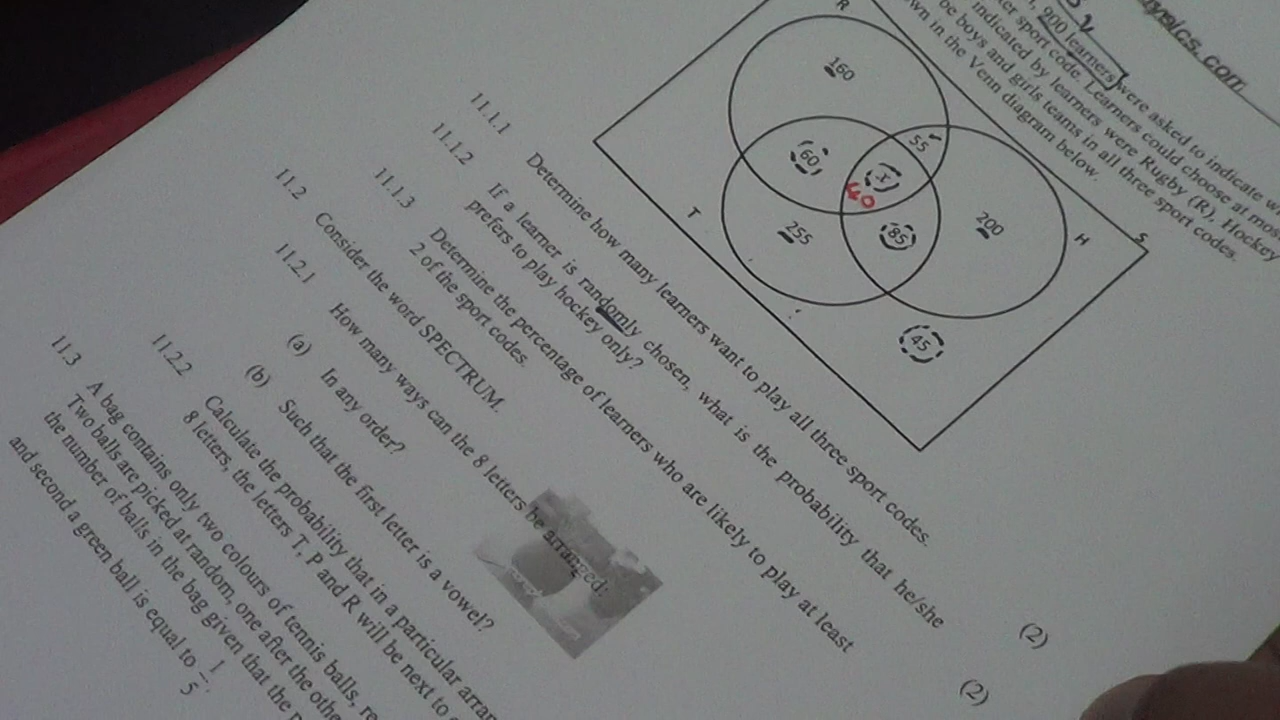 ysics.com
900 learners were asked to indicate
sport code. Learners could choose at
indicated by learners were Rugby (R), Hockey
be boys and girls teams in all three sport codes.
in the Venn diagram below.
S
R
H
T
160
55
60
x
40
200
255
85
45
11.1.1 Determine how many learners want to play all three sport codes.
11.1.2 If a learner is randomly chosen, what is the probability that he/she
prefers to play hockey only?
(2)
11.1.3 Determine the percentage of learners who are likely to play at least
2 of the sport codes.
(2)
11.2 Consider the word SPECTRUM.
11.2.1 How many ways can the 8 letters be arranged:
(a) In any order?
(b) Such that the first letter is a vowel?
11.2.2 Calculate the probability that in a particular
8 letters, the letters T, P and R will be next to
11.3 A bag contains only two colours of tennis balls,
Two balls are picked at random, one after the
the number of balls in the bag given that the
and second a green ball is equal to 1/5.